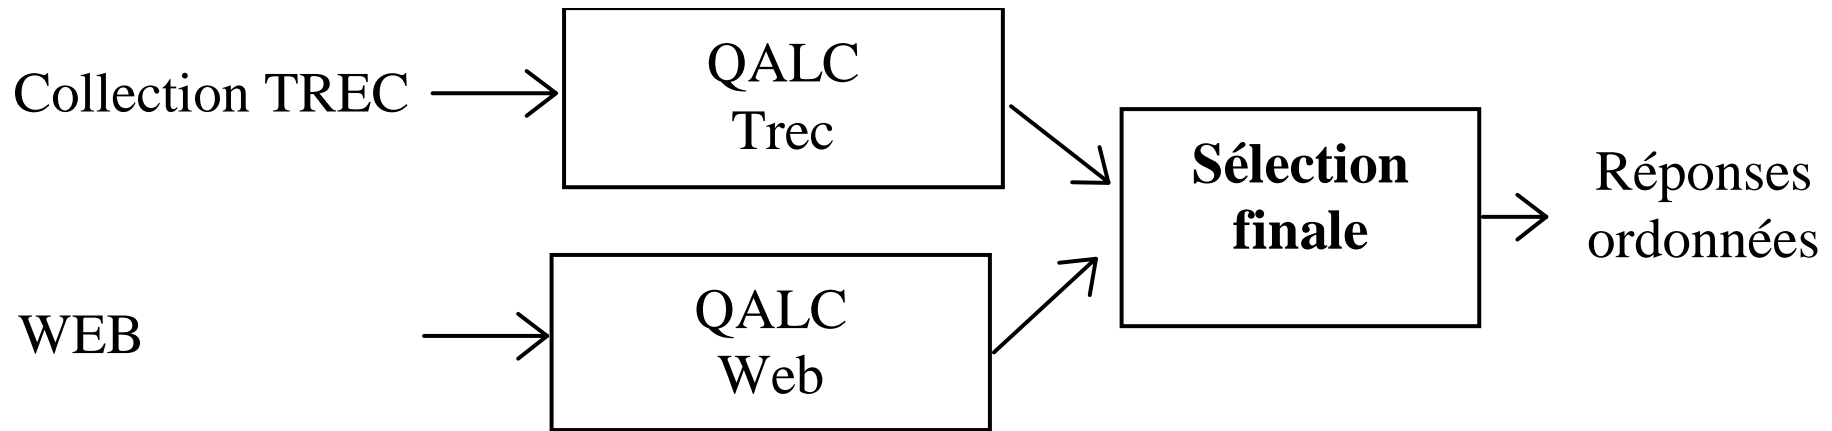 Collection TREC
QALC
Trec
WEB
QALC
Web
Sélection
finale
Réponses
ordonnées